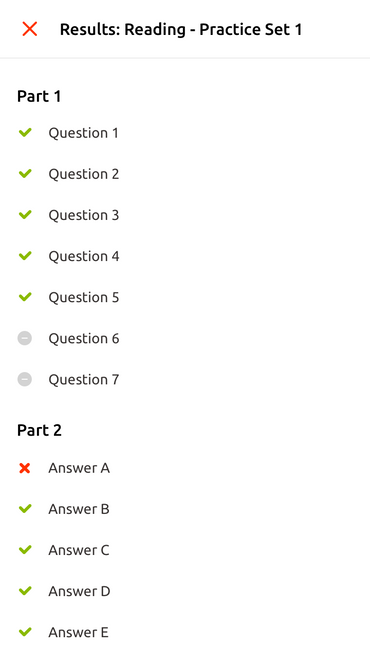 Results: Reading - Practice Set 1
Part 1
Question 1
Question 2
Question 3
Question 4
Question 5
Question 6
Question 7
Part 2
Answer A
Answer B
Answer C
Answer D
Answer E